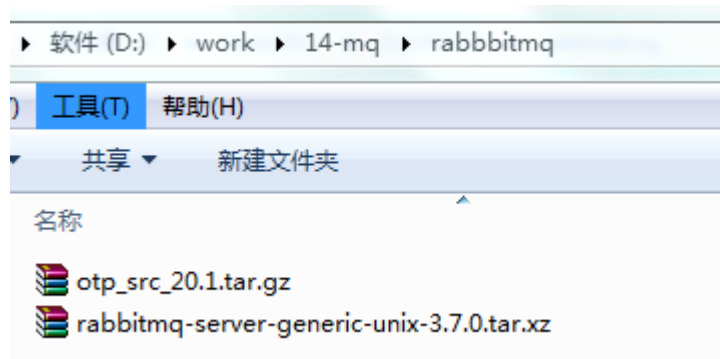 软件 (D:) work 14-mq rabbbitmq
) 工具(T) 帮助(H)
共享 新建文件夹
名称
otp_src_20.1.tar.gz
rabbitmq-server-generic-unix-3.7.0.tar.xz